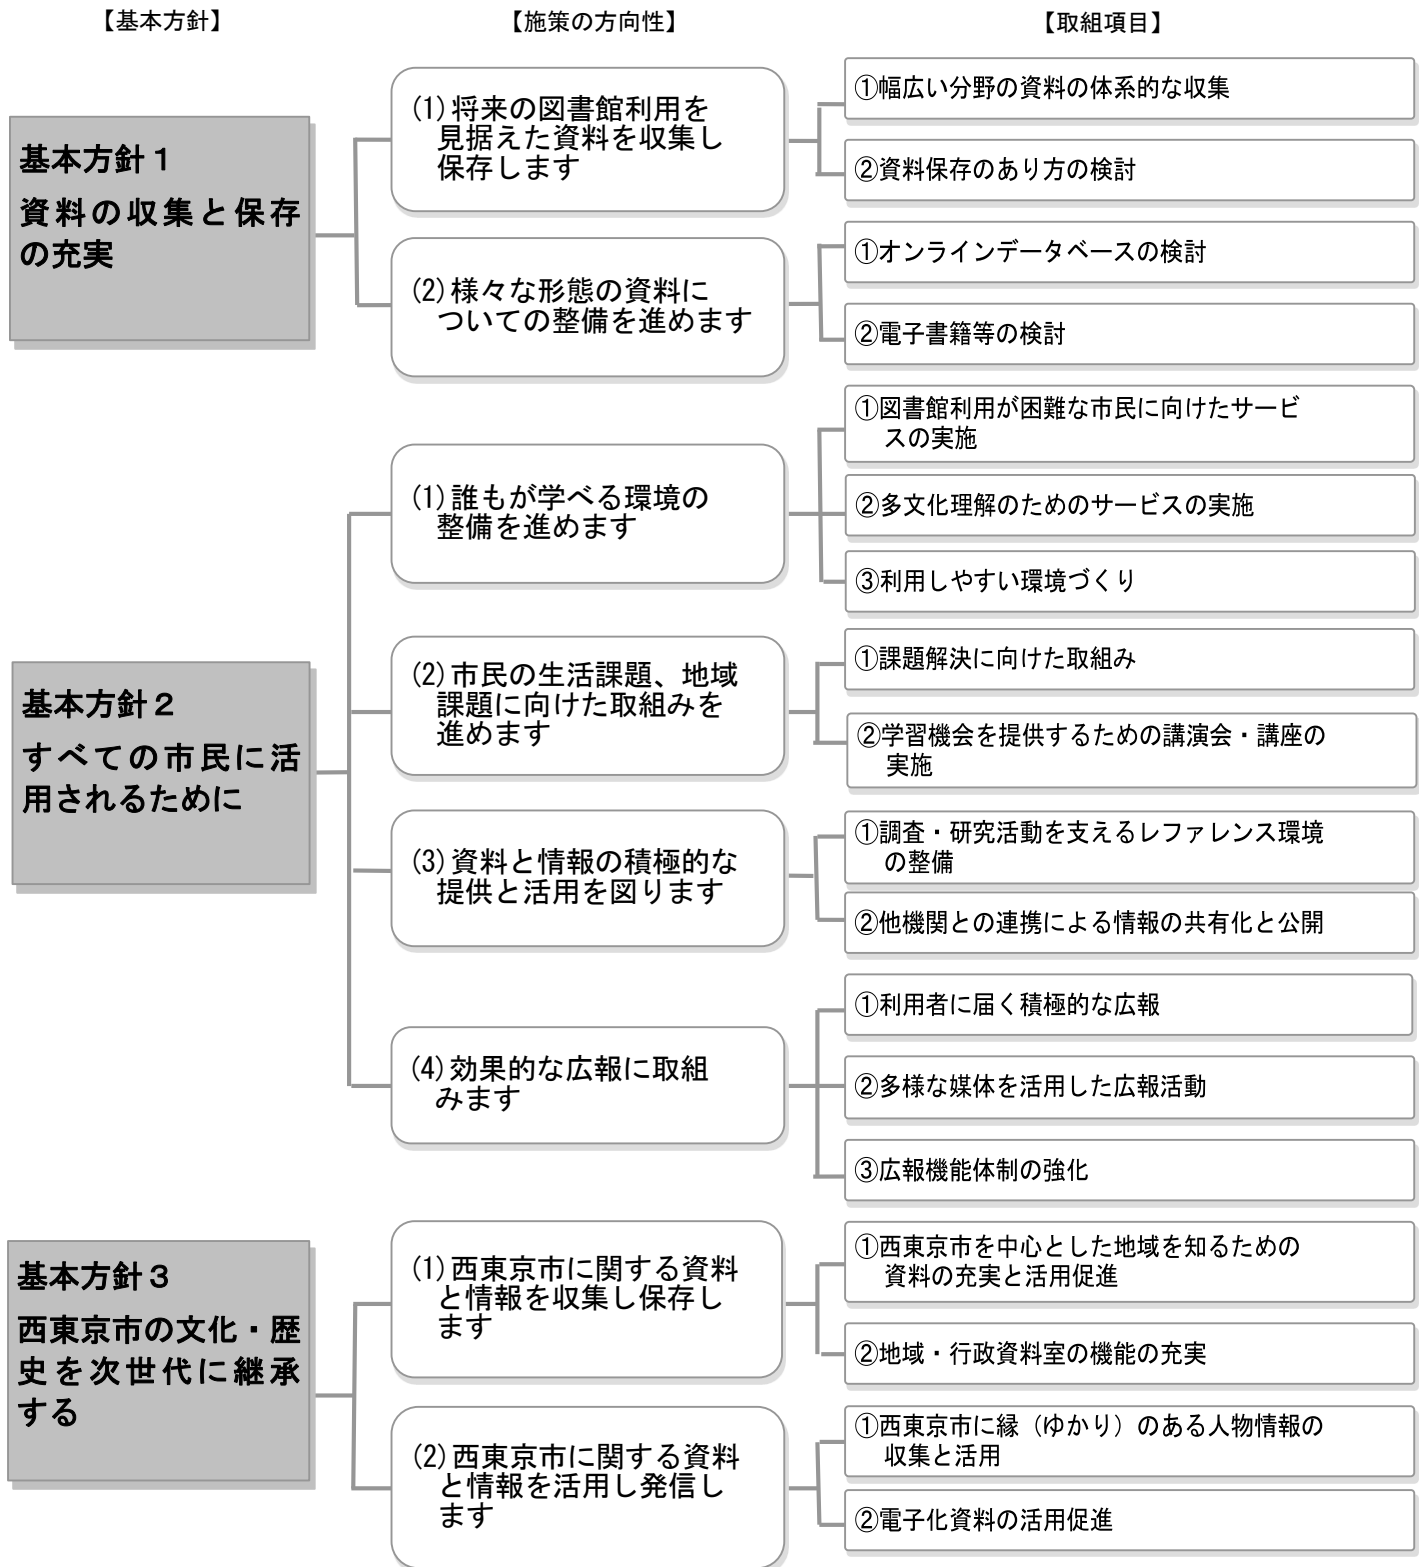 【基本方針】
【施策の方向性】
【取組項目】
基本方針１
資料の収集と保存
の充実
(1)将来の図書館利用を
見据えた資料を収集し
保存します
①幅広い分野の資料の体系的な収集
②資料保存のあり方の検討
(2)様々な形態の資料に
ついての整備を進めます
①オンラインデータベースの検討
②電子書籍等の検討
基本方針２
すべての市民に活
用されるために
(1)誰もが学べる環境の
整備を進めます
①図書館利用が困難な市民に向けたサービ
スの実施
②多文化理解のためのサービスの実施
③利用しやすい環境づくり
(2)市民の生活課題、地域
課題に向けた取組みを
進めます
①課題解決に向けた取組み
②学習機会を提供するための講演会・講座の
実施
(3)資料と情報の積極的な
提供と活用を図ります
①調査・研究活動を支えるレファレンス環境
の整備
②他機関との連携による情報の共有化と公開
(4)効果的な広報に取組
みます
①利用者に届く積極的な広報
②多様な媒体を活用した広報活動
③広報機能体制の強化
基本方針３
西東京市の文化・歴
史を次世代に継承
する
(1)西東京市に関する資料
と情報を収集し保存し
ます
①西東京市を中心とした地域を知るための
資料の充実と活用促進
②地域・行政資料室の機能の充実
(2)西東京市に関する資料
と情報を活用し発信し
ます
①西東京市に縁（ゆかり）のある人物情報の
収集と活用
②電子化資料の活用促進